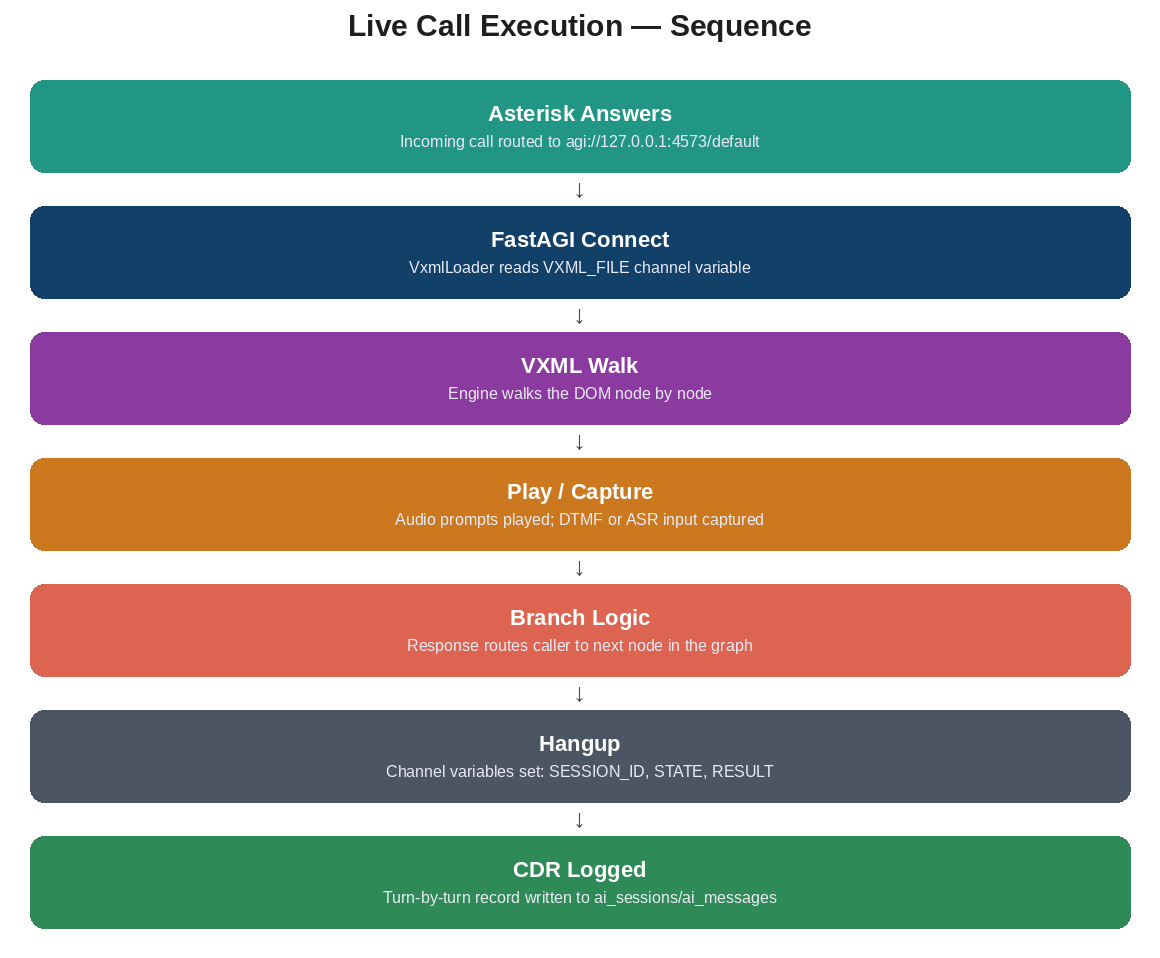 Live Call Execution — Sequence
Asterisk Answers
Incoming call routed to agi://127.0.0.1:4573/default
↓
FastAGI Connect
VxmlLoader reads VXML_FILE channel variable
↓
VXML Walk
Engine walks the DOM node by node
↓
Play / Capture
Audio prompts played; DTMF or ASR input captured
↓
Branch Logic
Response routes caller to next node in the graph
↓
Hangup
Channel variables set: SESSION_ID, STATE, RESULT
↓
CDR Logged
Turn-by-turn record written to ai_sessions/ai_messages